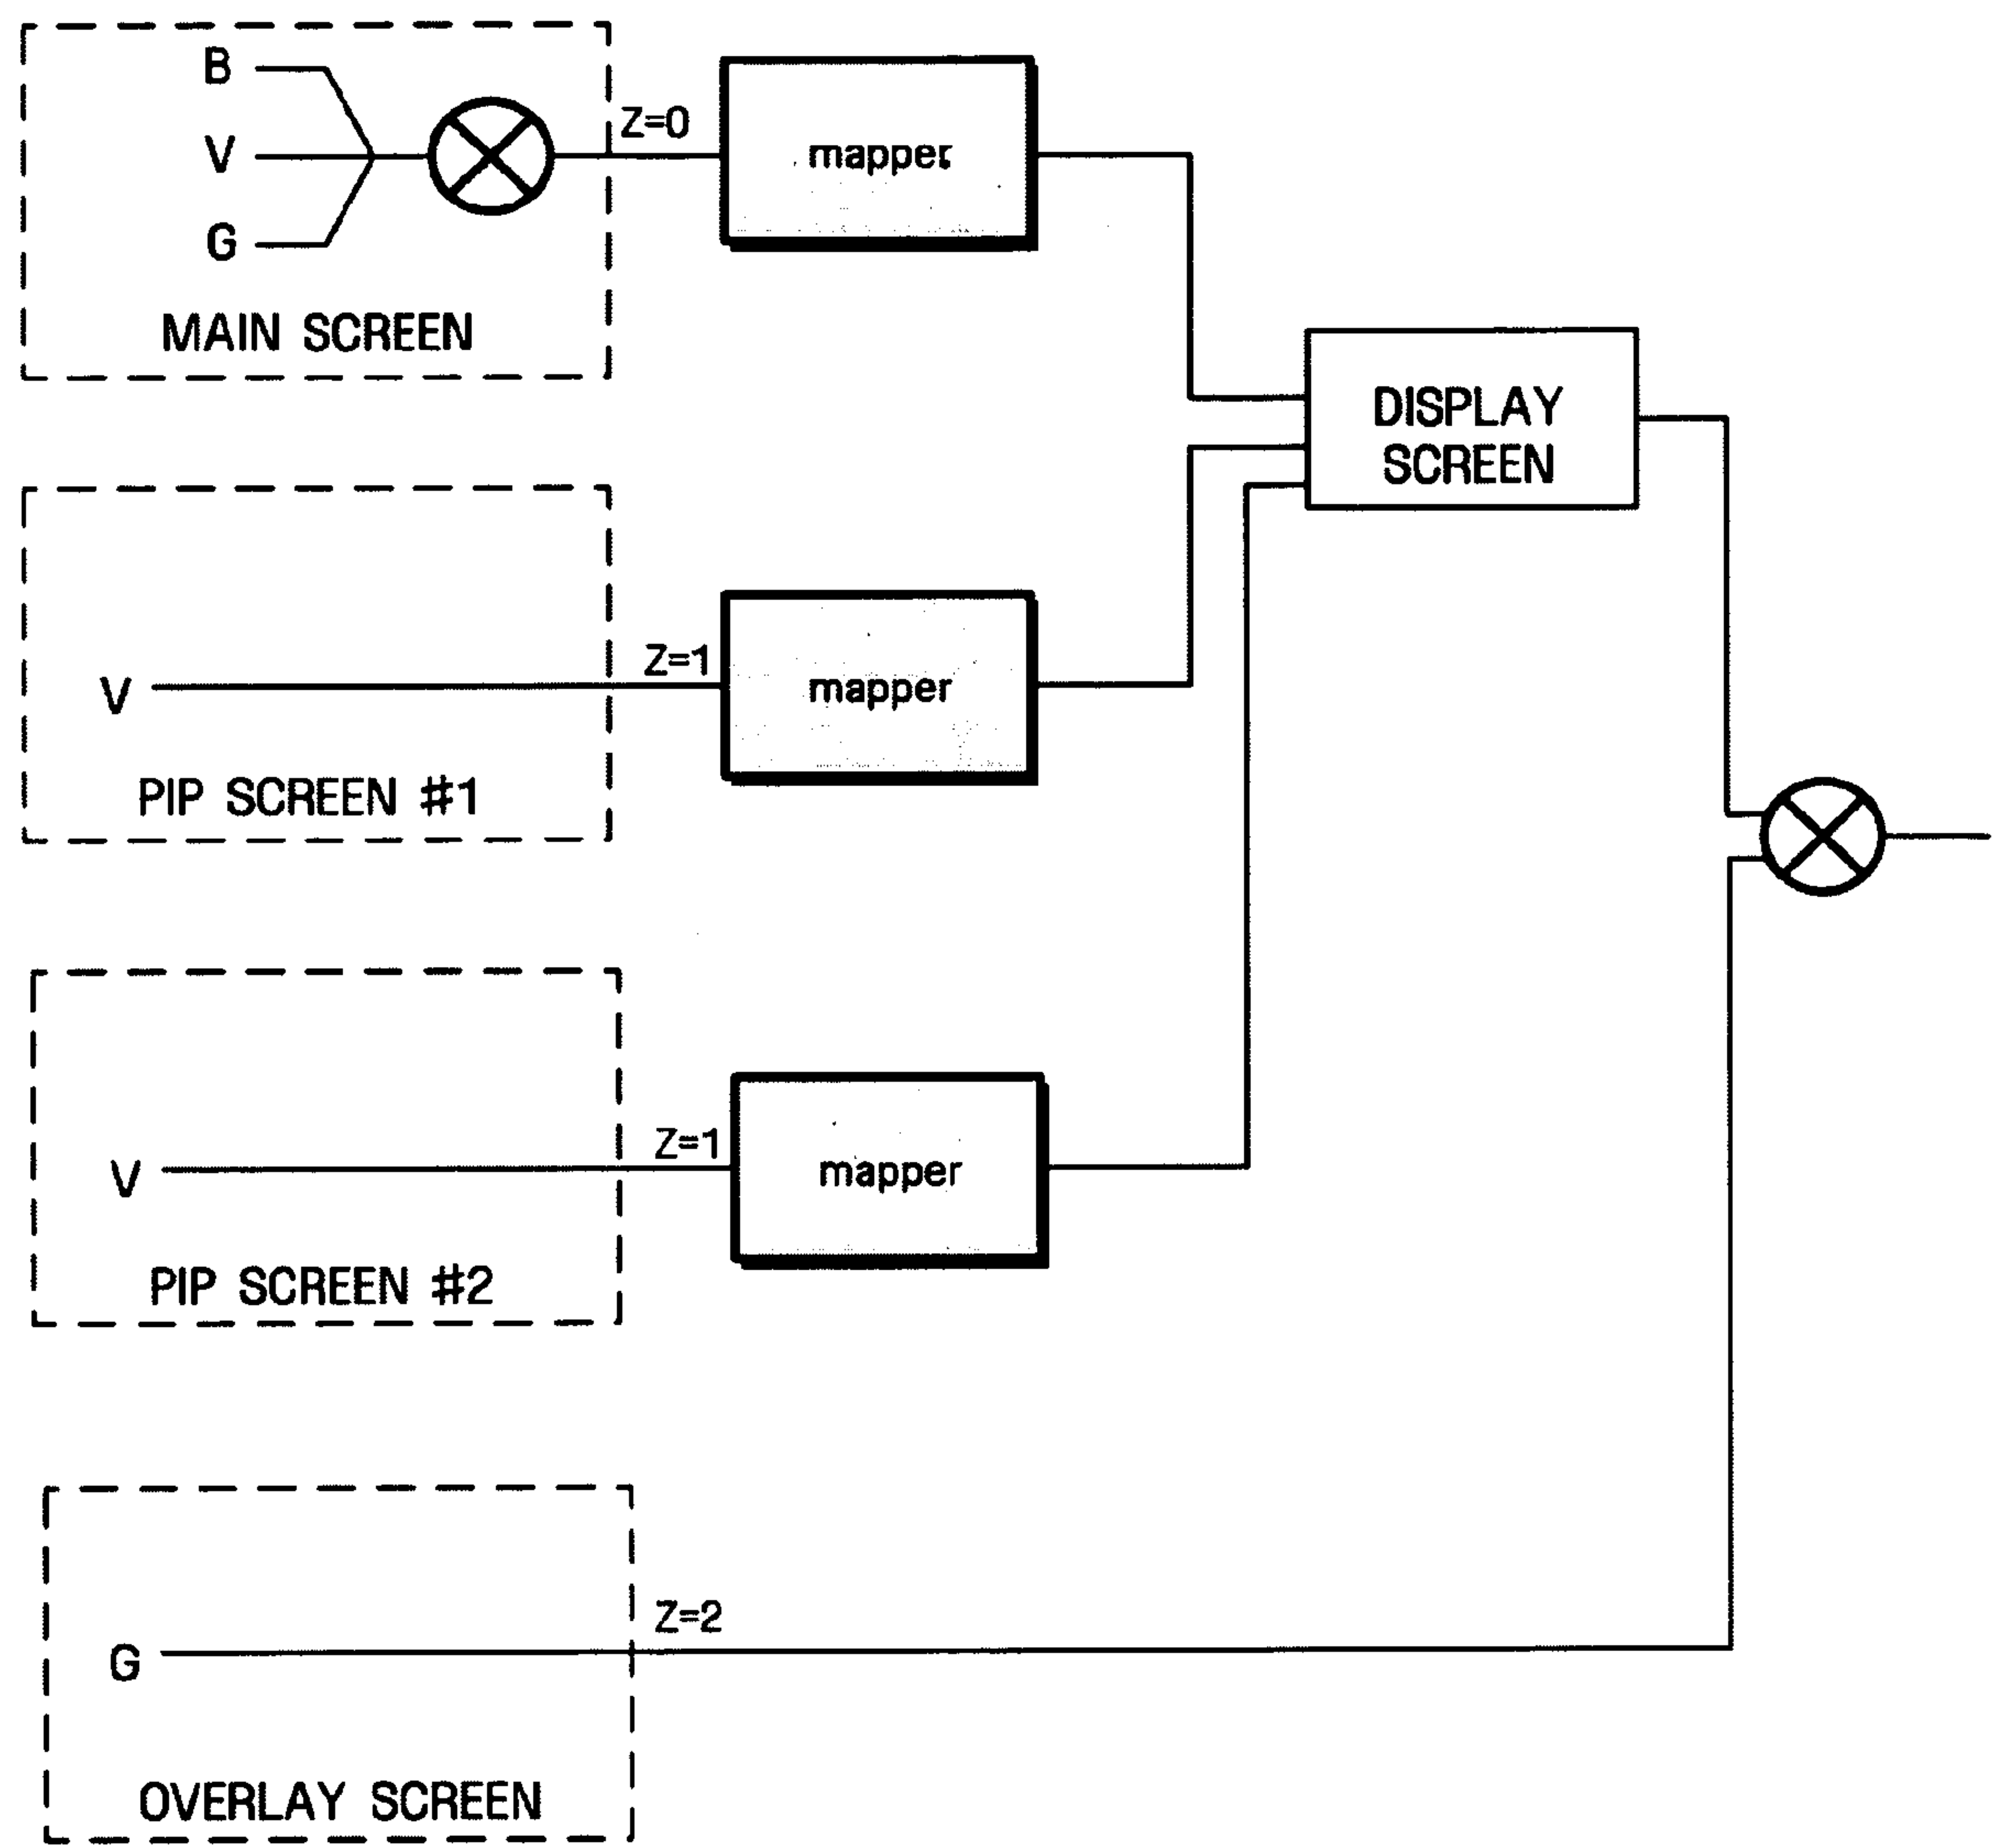 B
V
G
Z=0
mapper
MAIN SCREEN
DISPLAY
SCREEN
V
Z=1
mapper
PIP SCREEN #1
V
Z=1
mapper
PIP SCREEN #2
G
Z=2
OVERLAY SCREEN